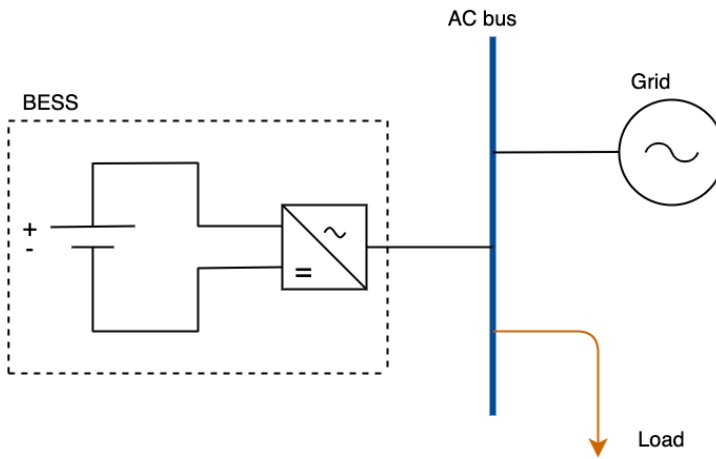 AC bus
Grid
BESS
+
-
=
Load